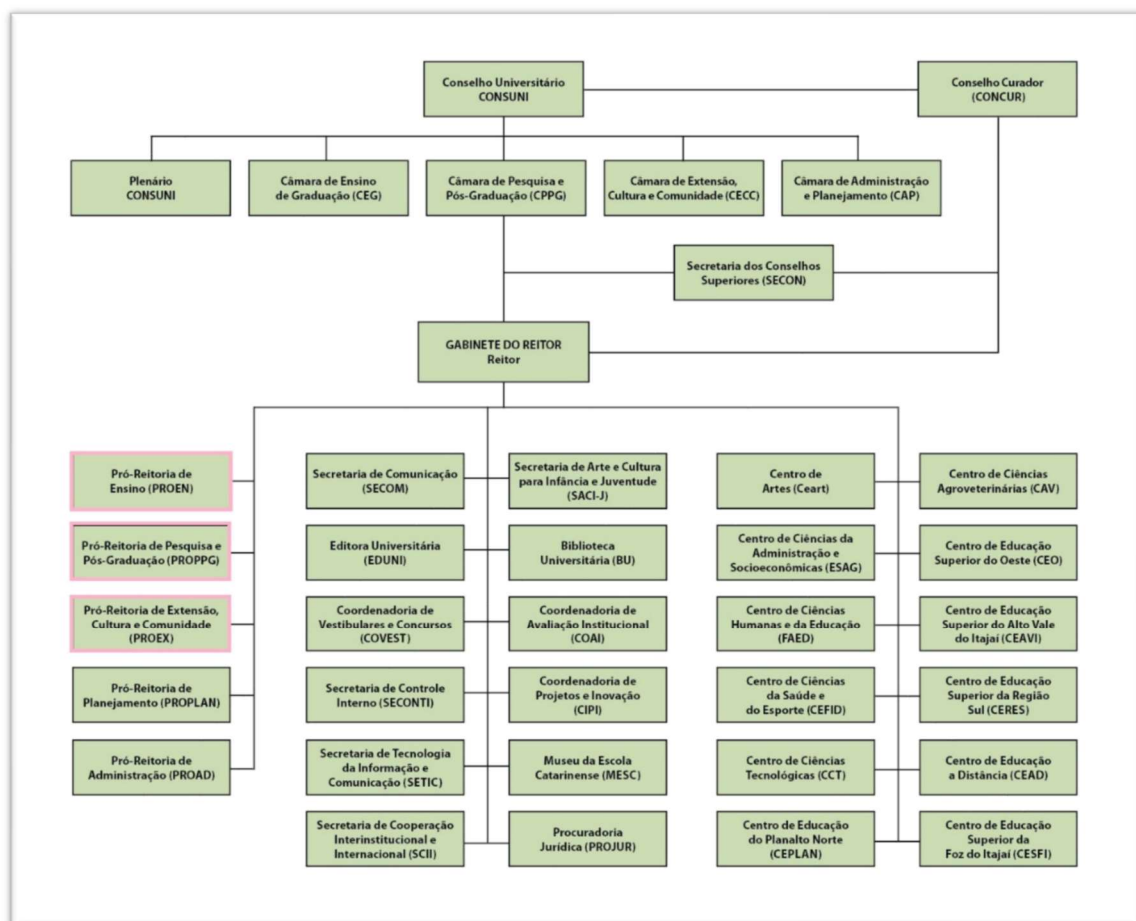 Conselho Universitário
CONSUNI
Conselho Curador
(CONCUR)
Plenário
CONSUNI
Câmara de Ensino
de Graduação (CEG)
Câmara de Pesquisa e
Pós-Graduação (CPPG)
Câmara de Extensão,
Cultura e Comunidade (CECC)
Câmara de Administração
e Planejamento (CAP)
Secretaria dos Conselhos
Superiores (SECON)
GABINETE DO REITOR
Reitor
Pró-Reitoria de
Ensino (PROEN)
Secretaria de Comunicação
(SECOM)
Secretaria de Arte e Cultura
para Infância e Juventude
(SACI-J)
Centro de
Artes (Ceart)
Centro de Ciências
Agroveterinárias (CAV)
Pró-Reitoria de Pesquisa e
Pós-Graduação (PROPPG)
Editora Universitária
(EDUNI)
Biblioteca
Universitária (BU)
Centro de Ciências da
Administração e
Socioeconômicas (ESAG)
Centro de Educação
Superior do Oeste (CEO)
Pró-Reitoria de Extensão,
Cultura e Comunidade
(PROEX)
Coordenadoria de
Vestibulares e Concursos
(COVEST)
Coordenadoria de
Avaliação Institucional
(COAI)
Centro de Ciências
Humanas e da Educação
(FAED)
Centro de Educação
Superior do Alto Vale
do Itajaí (CEAVI)
Pró-Reitoria de
Planejamento (PROPLAN)
Secretaria de Controle
Interno (SECONTI)
Coordenadoria de
Projetos e Inovação
(CIPI)
Centro de Ciências
da Saúde e
do Esporte (CEFID)
Centro de Educação
Superior da Região
Sul (CERES)
Pró-Reitoria de
Administração (PROAD)
Secretaria de Tecnologia
da Informação e
Comunicação (SETIC)
Museu da Escola
Catarinense (MESC)
Centro de Ciências
Tecnológicas (CCT)
Centro de Educação
a Distância (CEAD)
Secretaria de Cooperação
Interinstitucional e
Internacional (SCII)
Procuradoria
Jurídica (PROJUR)
Centro de Educação
do Planalto Norte
(CEPLAN)
Centro de Educação
Superior da
Foz do Itajaí (CESFI)